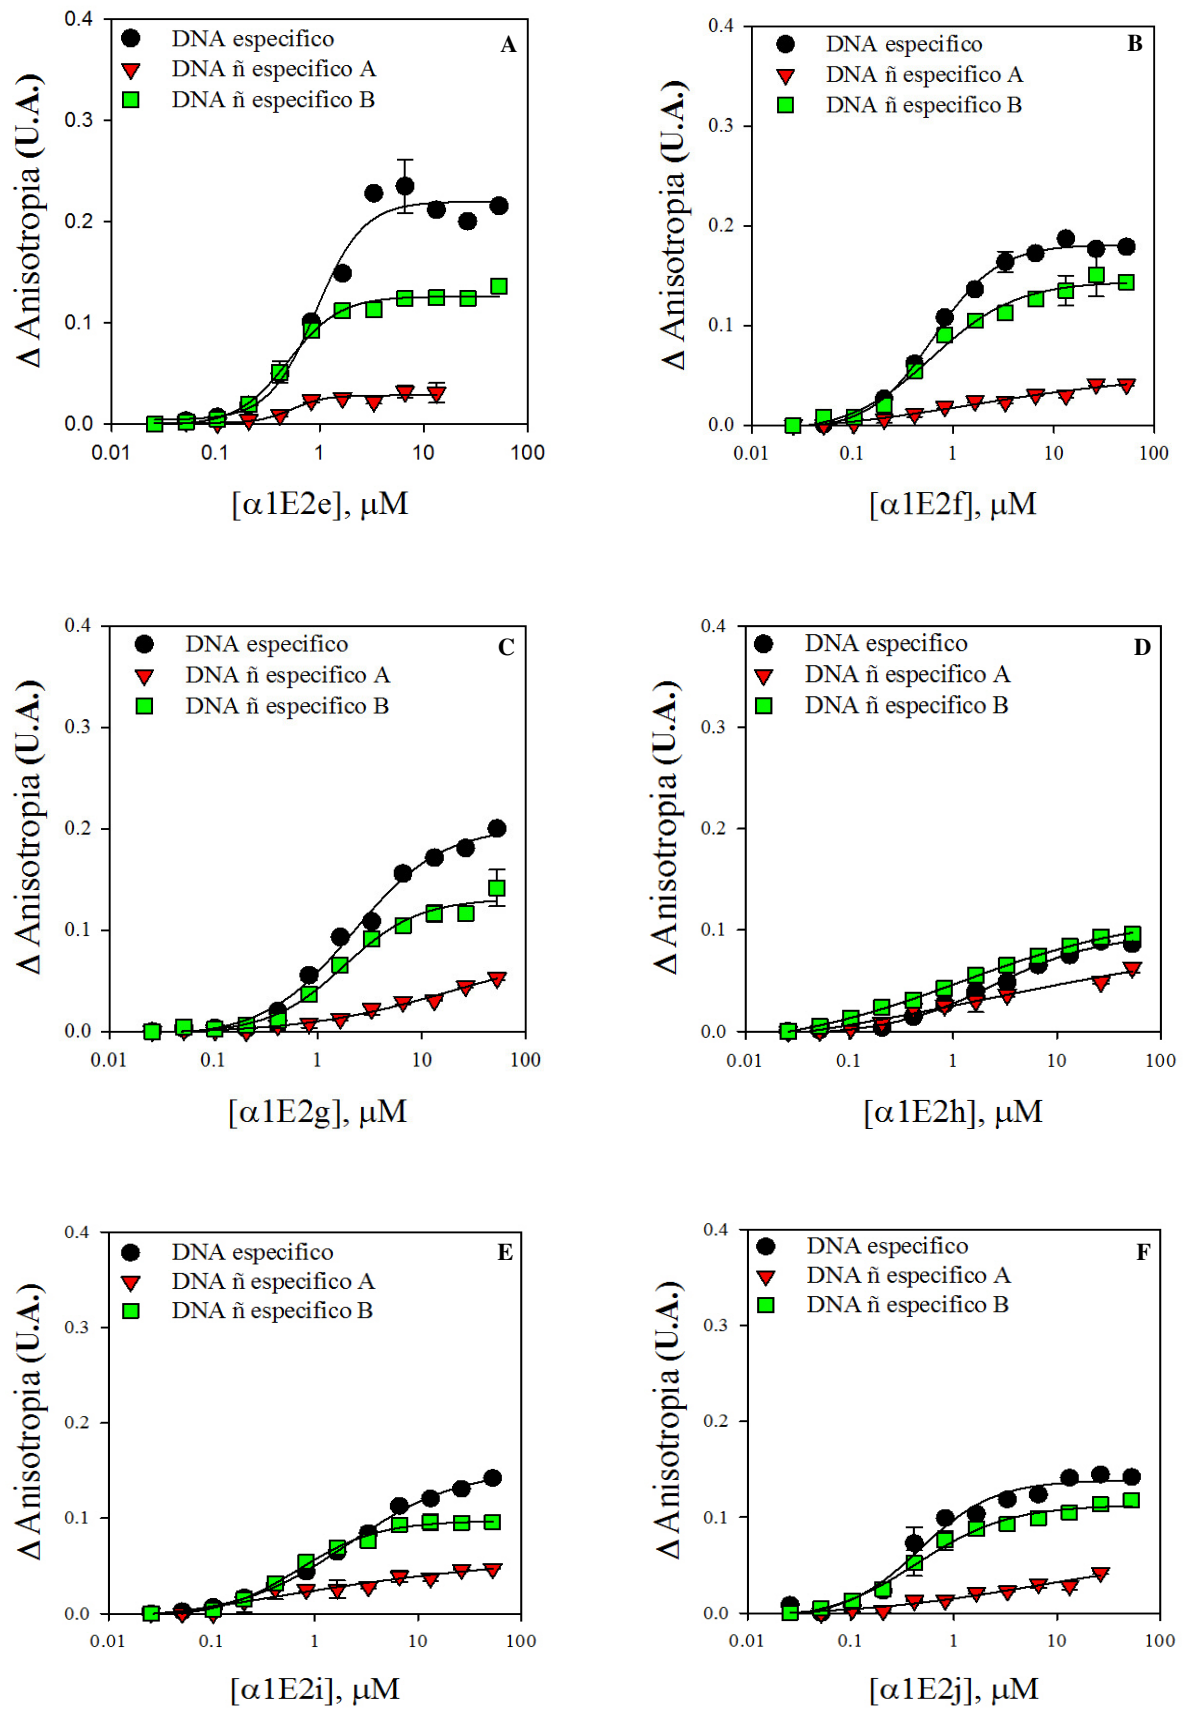 A
DNA especifico
DNA ñ especifico A
DNA ñ especifico B
Δ Anisotropia (U.A.)
0.4
0.3
0.2
0.1
0.0
0.01 0.1 1 10 100
[α1E2e], μM
B
DNA especifico
DNA ñ especifico A
DNA ñ especifico B
Δ Anisotropia (U.A.)
0.4
0.3
0.2
0.1
0.0
0.01 0.1 1 10 100
[α1E2f], μM
C
DNA especifico
DNA ñ especifico A
DNA ñ especifico B
Δ Anisotropia (U.A.)
0.4
0.3
0.2
0.1
0.0
0.01 0.1 1 10 100
[α1E2g], μM
D
DNA especifico
DNA ñ especifico A
DNA ñ especifico B
Δ Anisotropia (U.A.)
0.4
0.3
0.2
0.1
0.0
0.01 0.1 1 10 100
[α1E2h], μM
E
DNA especifico
DNA ñ especifico A
DNA ñ especifico B
Δ Anisotropia (U.A.)
0.4
0.3
0.2
0.1
0.0
0.01 0.1 1 10 100
[α1E2i], μM
F
DNA especifico
DNA ñ especifico A
DNA ñ especifico B
Δ Anisotropia (U.A.)
0.4
0.3
0.2
0.1
0.0
0.01 0.1 1 10 100
[α1E2j], μM